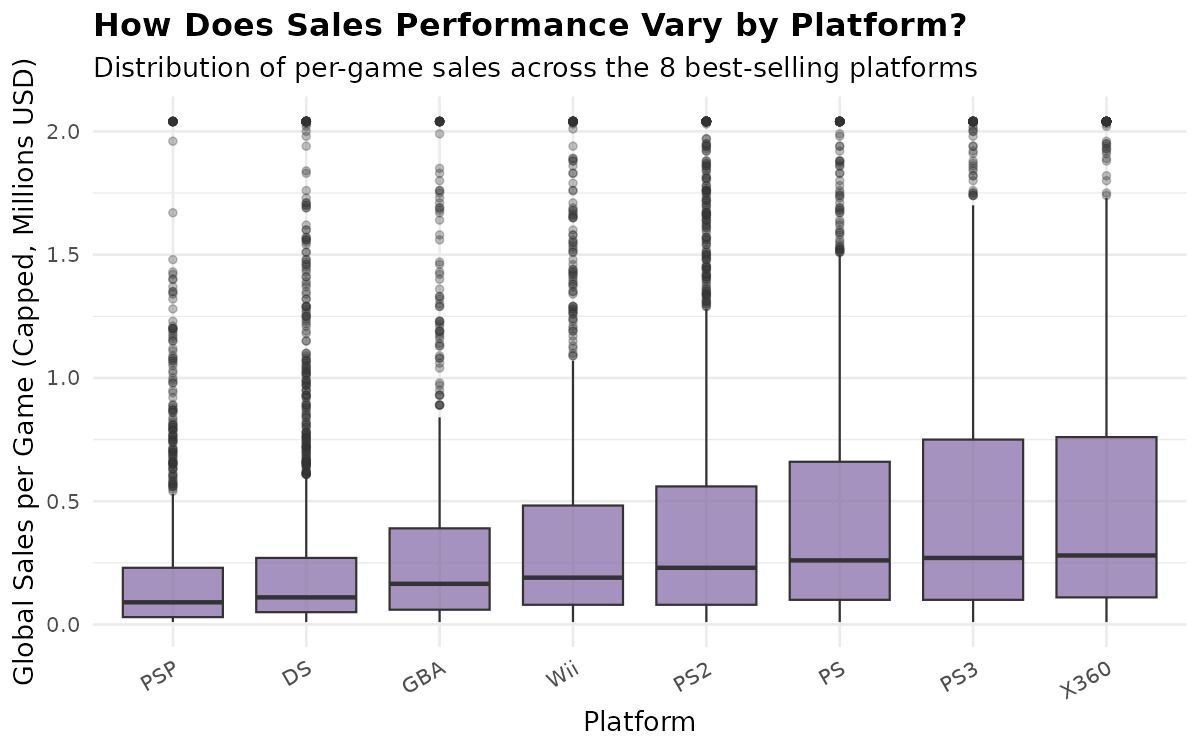 How Does Sales Performance Vary by Platform?
Distribution of per-game sales across the 8 best-selling platforms
Global Sales per Game (Capped, Millions USD)
2.0
1.5
1.0
0.5
0.0
PSP DS GBA Wii PS2 PS PS3 X360
Platform